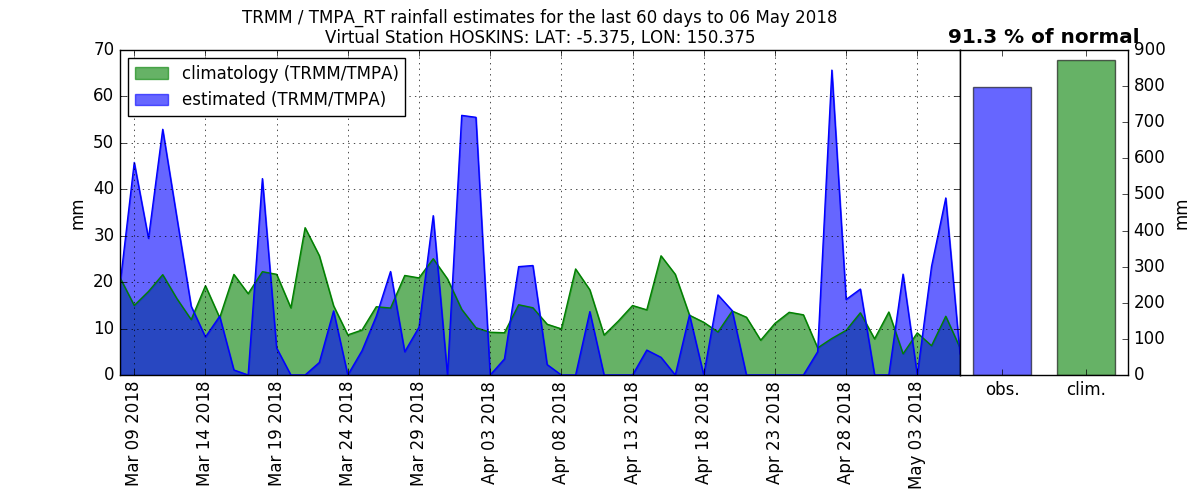 TRMM / TMPA_RT rainfall estimates for the last 60 days to 06 May 2018
Virtual Station HOSKINS: LAT: -5.375, LON: 150.375
91.3 % of normal
climatology (TRMM/TMPA)
estimated (TRMM/TMPA)
mm
70
60
50
40
30
20
10
0
Mar 09 2018
Mar 14 2018
Mar 19 2018
Mar 24 2018
Mar 29 2018
Apr 03 2018
Apr 08 2018
Apr 13 2018
Apr 18 2018
Apr 23 2018
Apr 28 2018
May 03 2018
obs.
clim.
900
800
700
600
500
400
300
200
100
0
mm